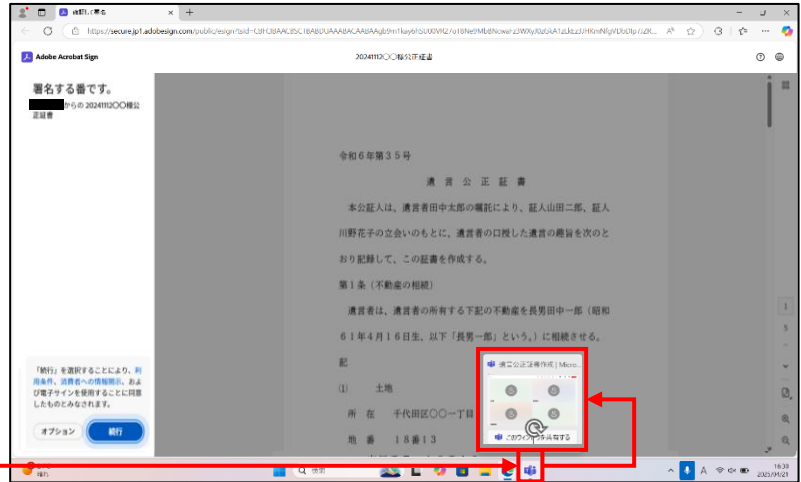 確認して署名
https://secure.jp1.adobesign.com/public/esign?tsid=
Adobe Acrobat Sign
20241112〇〇様公正証書
署名する番です。
からの 20241112〇〇様公
正証書
令和６年第３５号
遺 言 公 正 証 書
本公証人は、遺言者田中太郎の嘱託により、証人山田二郎、証人
川野花子の立会いのもとに、遺言者の口授した遺言の趣旨を次のと
おり記録して、この証書を作成する。
第１条（不動産の相続）
遺言者は、遺言者の所有する下記の不動産を長男田中一郎（昭和
６１年４月１６日生、以下「長男一郎」という。）に相続させる。
記
⑴ 土地
所 在 千代田区〇〇一丁目
地 番 １８番１３
1
5
「続行」を選択することにより、利
用条件、消費者への情報開示、およ
び電子サインを使用することに同意
したものとみなされます。
オプション
続行
遺言公正証書作成 | Micro...
このウィンドウを共有する
晴れ
検索
A
16:38
2025/04/21